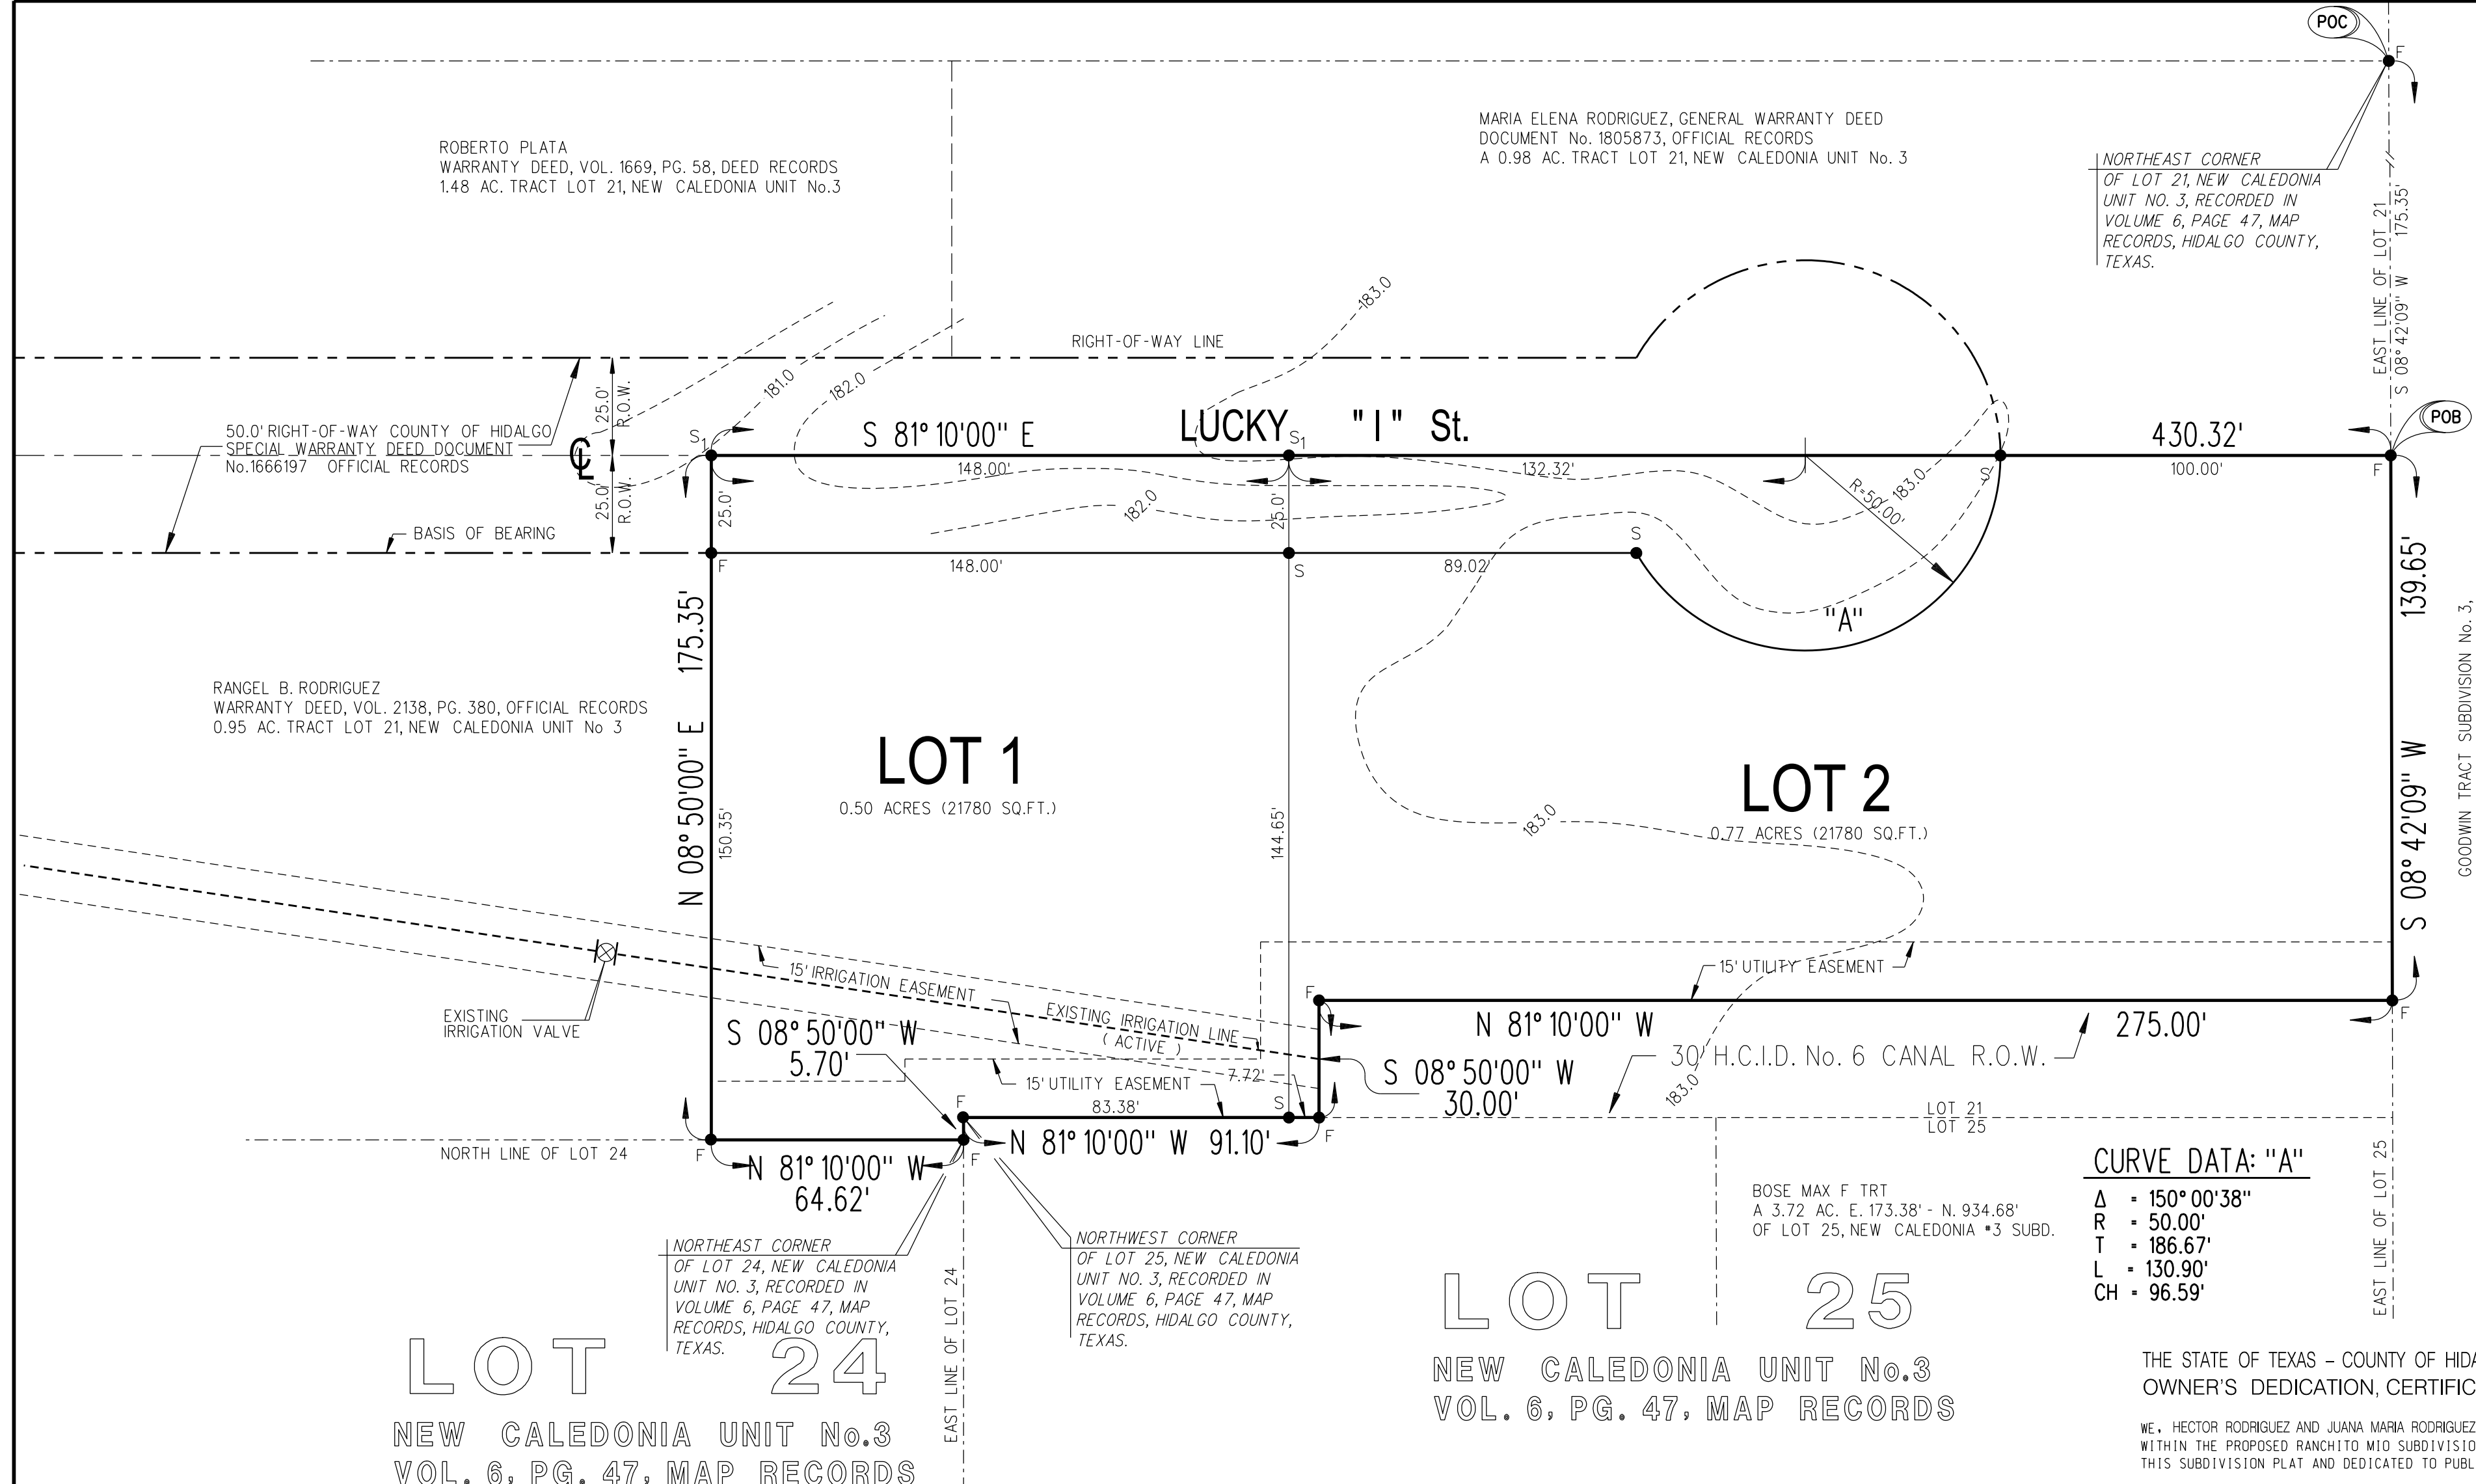 POC
F
ROBERTO PLATA
WARRANTY DEED, VOL. 1669, PG. 58, DEED RECORDS
1.48 AC. TRACT LOT 21, NEW CALEDONIA UNIT No.3
MARIA ELENA RODRIGUEZ, GENERAL WARRANTY DEED
DOCUMENT No. 1805873, OFFICIAL RECORDS
A 0.98 AC. TRACT LOT 21, NEW CALEDONIA UNIT No. 3
NORTHEAST CORNER
OF LOT 21, NEW CALEDONIA
UNIT NO. 3, RECORDED IN
VOLUME 6, PAGE 47, MAP
RECORDS, HIDALGO COUNTY,
TEXAS.
EAST LINE OF LOT 21
S 08°42'09" W 175.35'
RIGHT-OF-WAY LINE
183.0
181.0
182.0
25.0'
R.O.W.
25.0'
R.O.W.
50.0' RIGHT-OF-WAY COUNTY OF HIDALGO
SPECIAL WARRANTY DEED DOCUMENT
No.1666197 OFFICIAL RECORDS
℄
S1
S 81°10'00" E
LUCKY "I" St.
S1
430.32'
POB
148.00'
132.32'
S
100.00'
F
25.0'
182.0
25.0'
R=50.00'
183.0
BASIS OF BEARING
F
148.00'
S
89.02'
S
"A"
N 08°50'00" E 175.35'
150.35'
144.65'
S 08°42'09" W 139.65'
GOODWIN TRACT SUBDIVISION No. 3,
RANGEL B. RODRIGUEZ
WARRANTY DEED, VOL. 2138, PG. 380, OFFICIAL RECORDS
0.95 AC. TRACT LOT 21, NEW CALEDONIA UNIT No 3
LOT 1
0.50 ACRES (21780 SQ.FT.)
LOT 2
0.77 ACRES (21780 SQ.FT.)
183.0
15' IRRIGATION EASEMENT
15' UTILITY EASEMENT
EXISTING
IRRIGATION VALVE
EXISTING IRRIGATION LINE
( ACTIVE )
F
N 81°10'00" W
275.00'
F
S 08°50'00" W
5.70'
30' H.C.I.D. No. 6 CANAL R.O.W.
S 08°50'00" W
30.00'
183.0
15' UTILITY EASEMENT
7.72'
83.38'
F
S
F
N 81°10'00" W 91.10'
LOT 21
LOT 25
NORTH LINE OF LOT 24
F
F
N 81°10'00" W
64.62'
CURVE DATA: "A"
Δ = 150°00'38"
R = 50.00'
T = 186.67'
L = 130.90'
CH = 96.59'
BOSE MAX F TRT
A 3.72 AC. E. 173.38' - N. 934.68'
OF LOT 25, NEW CALEDONIA #3 SUBD.
EAST LINE OF LOT 25
NORTHEAST CORNER
OF LOT 24, NEW CALEDONIA
UNIT NO. 3, RECORDED IN
VOLUME 6, PAGE 47, MAP
RECORDS, HIDALGO COUNTY,
TEXAS.
NORTHWEST CORNER
OF LOT 25, NEW CALEDONIA
UNIT NO. 3, RECORDED IN
VOLUME 6, PAGE 47, MAP
RECORDS, HIDALGO COUNTY,
TEXAS.
EAST LINE OF LOT 24
LOT 24
NEW CALEDONIA UNIT No.3
VOL. 6, PG. 47, MAP RECORDS
LOT 25
NEW CALEDONIA UNIT No.3
VOL. 6, PG. 47, MAP RECORDS
THE STATE OF TEXAS – COUNTY OF HIDA
OWNER'S DEDICATION, CERTIFIC
WE, HECTOR RODRIGUEZ AND JUANA MARIA RODRIGUEZ
WITHIN THE PROPOSED RANCHITO MIO SUBDIVISIO
THIS SUBDIVISION PLAT AND DEDICATED TO PUBL